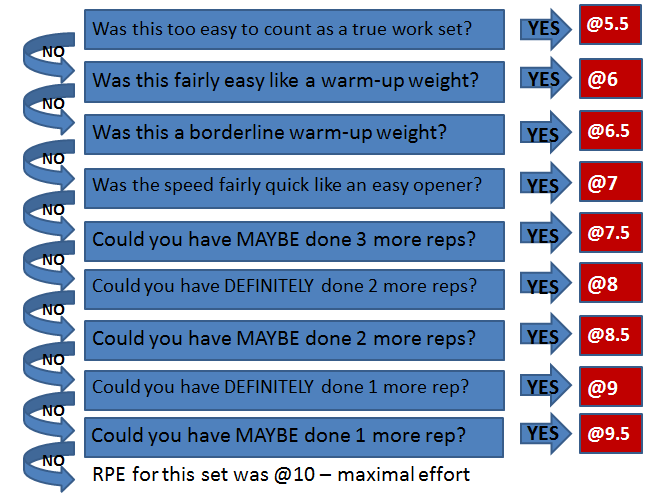 Was this too easy to count as a true work set? YES @5.5
NO
Was this fairly easy like a warm-up weight? YES @6
NO
Was this a borderline warm-up weight? YES @6.5
NO
Was the speed fairly quick like an easy opener? YES @7
NO
Could you have MAYBE done 3 more reps? YES @7.5
NO
Could you have DEFINITELY done 2 more reps? YES @8
NO
Could you have MAYBE done 2 more reps? YES @8.5
NO
Could you have DEFINITELY done 1 more rep? YES @9
NO
Could you have MAYBE done 1 more rep? YES @9.5
NO
RPE for this set was @10 – maximal effort